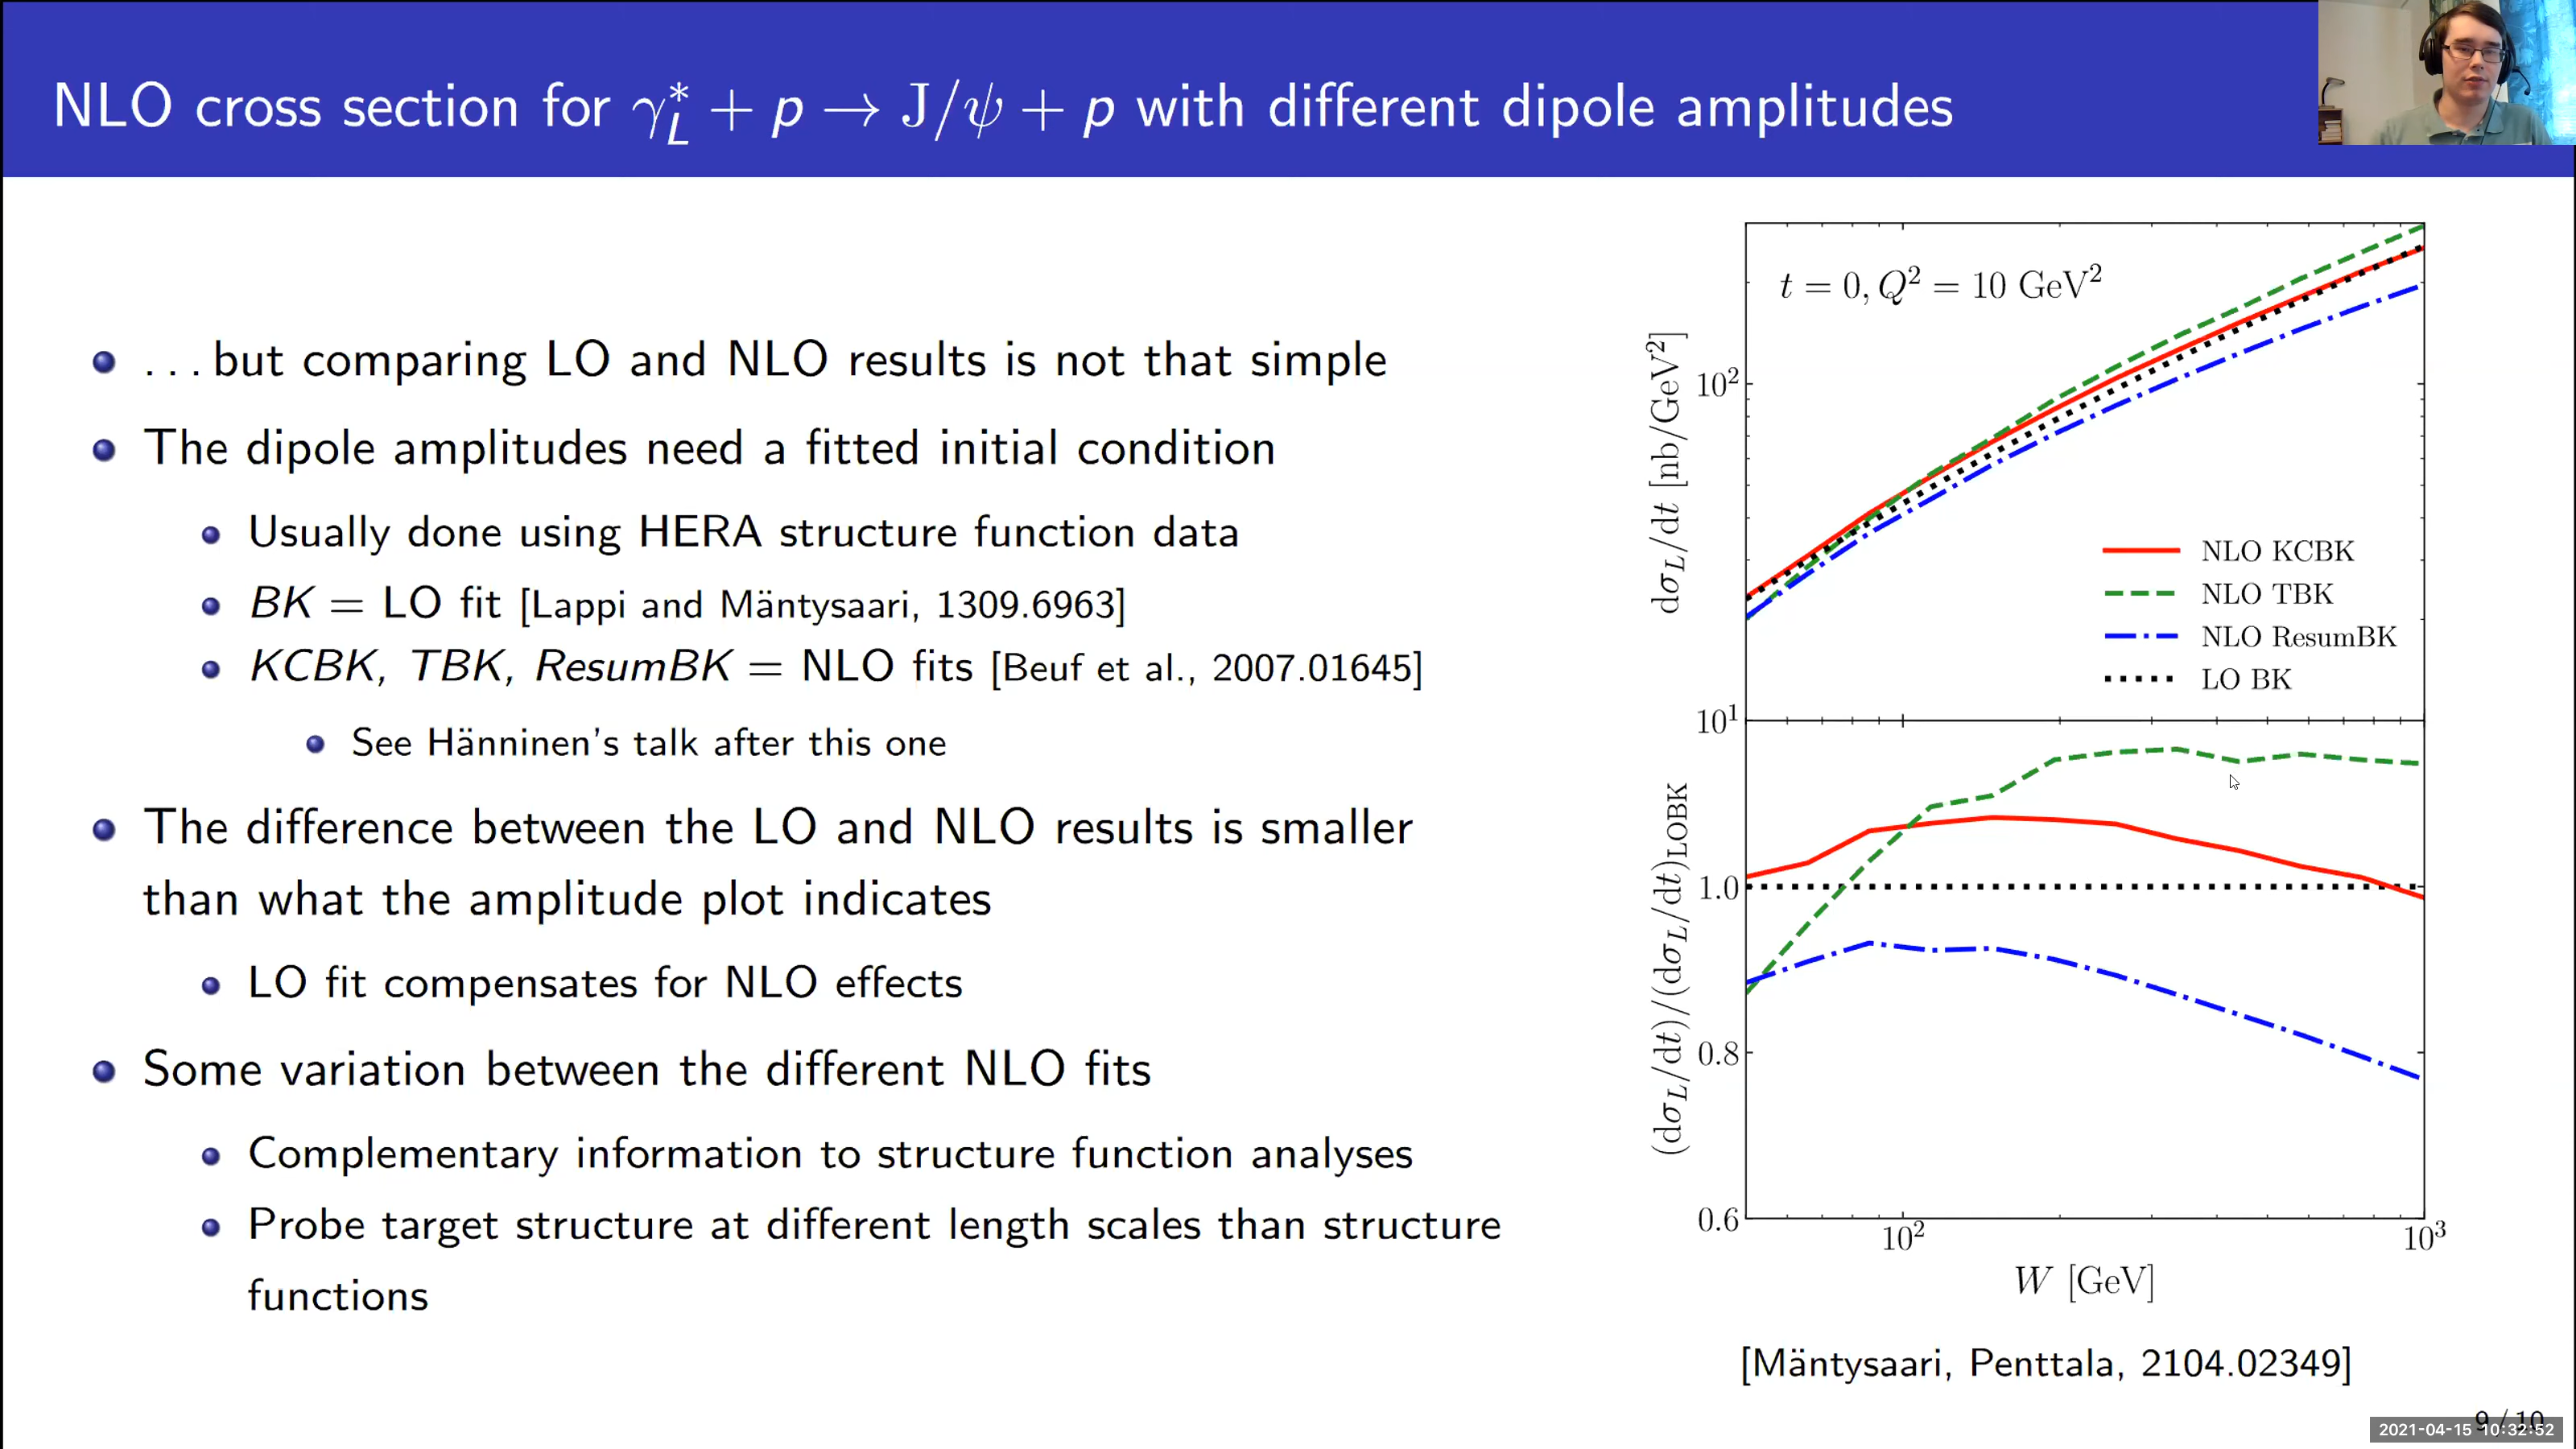 NLO cross section for γ*_L + p → J/ψ + p with different dipole amplitudes
...but comparing LO and NLO results is not that simple
The dipole amplitudes need a fitted initial condition
Usually done using HERA structure function data
BK = LO fit [Lappi and Mäntysaari, 1309.6963]
KCBK, TBK, ResumBK = NLO fits [Beuf et al., 2007.01645]
See Hänninen's talk after this one
The difference between the LO and NLO results is smaller
than what the amplitude plot indicates
LO fit compensates for NLO effects
Some variation between the different NLO fits
Complementary information to structure function analyses
Probe target structure at different length scales than structure
functions
t = 0, Q² = 10 GeV²
dσ_L/dt [nb/GeV²]
10²
10¹
NLO KCBK
NLO TBK
NLO ResumBK
LO BK
(dσ_L/dt)/(dσ_L/dt)_LOBK
1.0
0.8
0.6
10² 10³
W [GeV]
[Mäntysaari, Penttala, 2104.02349]
9 / 10
2021-04-15 10:32:52